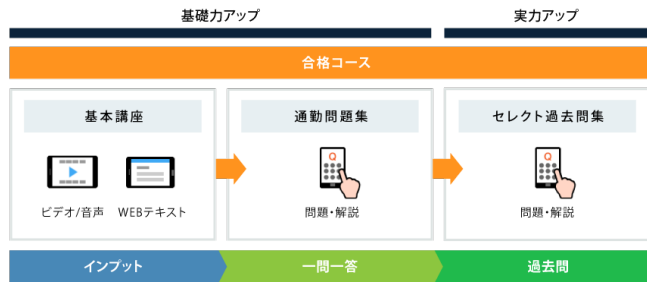 基礎力アップ
実力アップ
合格コース
基本講座
通勤問題集
セレクト過去問集
Q
Q
ビデオ/音声
WEBテキスト
問題・解説
問題・解説
インプット
一問一答
過去問